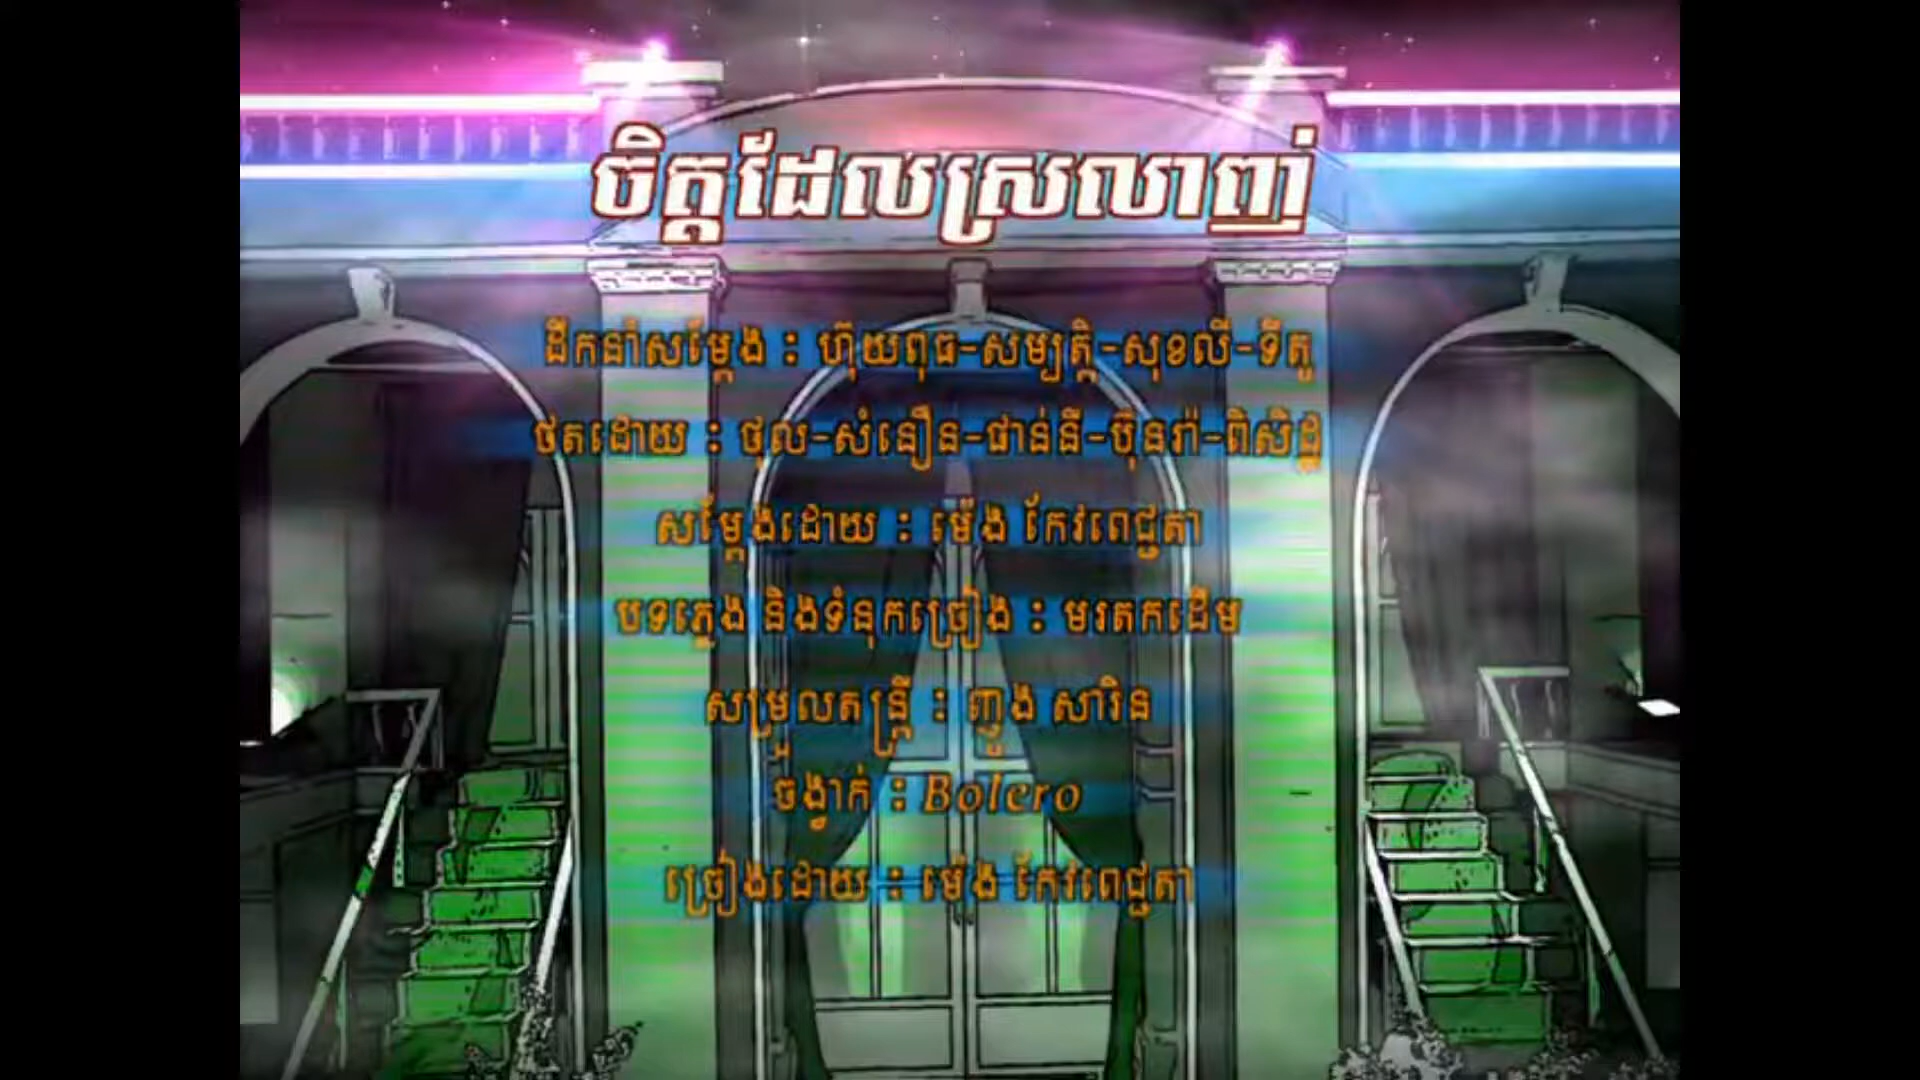 ចិត្តដែលស្រលាញ់
ដឹកនាំសម្ដែង : ហ៊ុយពុធ-សម្បត្តិ-សុខលី-ទីតូ
ថតដោយ : ថុល-សំនឿន-ផាន់នី-ប៊ុនរ៉ា-ពិសិដ្ឋ
សម្ដែងដោយ : ម៉េង កែវពេជ្ជតា
បទភ្លេង និងទំនុកច្រៀង : មរតកដើម
សម្រួលតន្ត្រី : ញូង សារិន
ចង្វាក់ : Bolero
ច្រៀងដោយ : ម៉េង កែវពេជ្ជតា